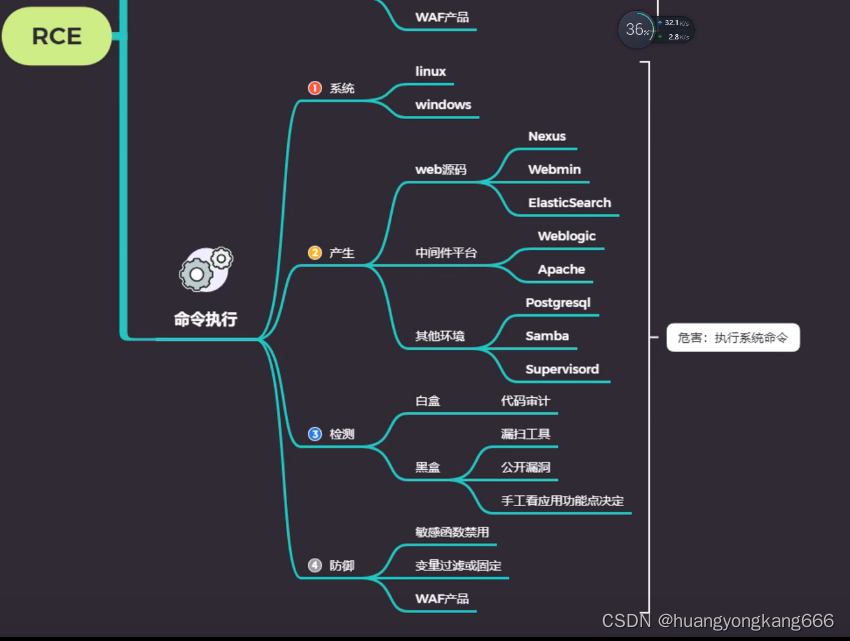 WAF产品
36%
32.1K/s
2.8K/s
RCE
linux
1 系统
windows
Nexus
web源码
Webmin
ElasticSearch
Weblogic
2 产生
中间件平台
Apache
Postgresql
命令执行
其他环境
Samba
危害：执行系统命令
Supervisord
白盒
代码审计
3 检测
漏扫工具
黑盒
公开漏洞
手工看应用功能点决定
敏感函数禁用
4 防御
变量过滤或固定
WAF产品
CSDN @huangyongkang666